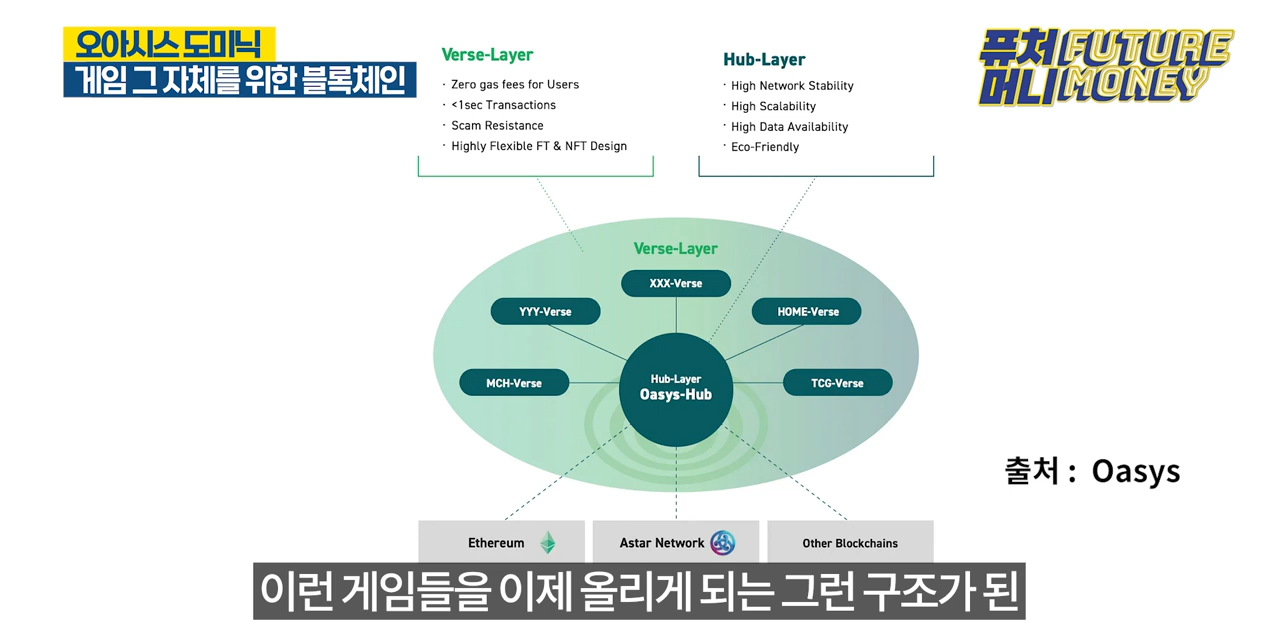 오아시스 도미닉
게임 그 자체를 위한 블록체인
퓨처 FUTURE
머니 MONEY
Verse-Layer
· Zero gas fees for Users
· <1sec Transactions
· Scam Resistance
· Highly Flexible FT & NFT Design
Hub-Layer
· High Network Stability
· High Scalability
· High Data Availability
· Eco-Friendly
Verse-Layer
XXX-Verse
YYY-Verse
HOME-Verse
MCH-Verse
Hub-Layer
Oasys-Hub
TCG-Verse
출처 : Oasys
Ethereum
Astar Network
Other Blockchains
이런 게임들을 이제 올리게 되는 그런 구조가 된